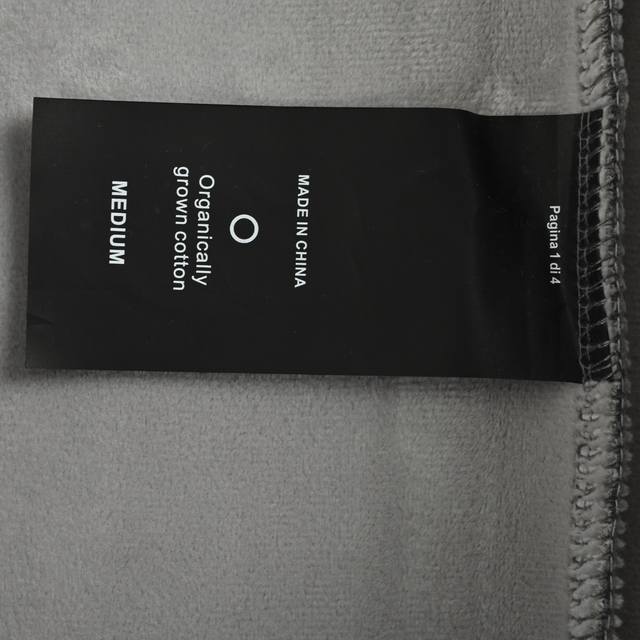 Pagina 1 di 4
MADE IN CHINA
Organically
grown cotton
MEDIUM